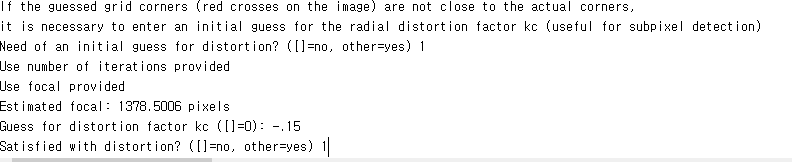 If the guessed grid corners (red crosses on the image) are not close to the actual corners,
it is necessary to enter an initial guess for the radial distortion factor kc (useful for subpixel detection)
Need of an initial guess for distortion? ([]=no, other=yes) 1
Use number of iterations provided
Use focal provided
Estimated focal: 1378.5006 pixels
Guess for distortion factor kc ([]=0): -.15
Satisfied with distortion? ([]=no, other=yes) 1